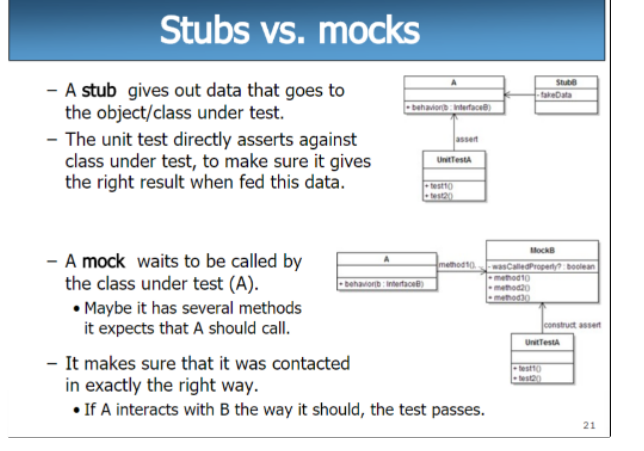 Stubs vs. mocks
– A stub gives out data that goes to
the object/class under test.
– The unit test directly asserts against
class under test, to make sure it gives
the right result when fed this data.
A
+ behavior(b : InterfaceB)
StubB
- fakeData
assert
UnitTestA
+ test1()
+ test2()
– A mock waits to be called by
the class under test (A).
• Maybe it has several methods
it expects that A should call.
– It makes sure that it was contacted
in exactly the right way.
• If A interacts with B the way it should, the test passes.
A
+ behavior(b : InterfaceB)
method1()
MockB
- wasCalledProperly? : boolean
+ method1()
+ method2()
+ method3()
construct assert
UnitTestA
+ test1()
+ test2()
21